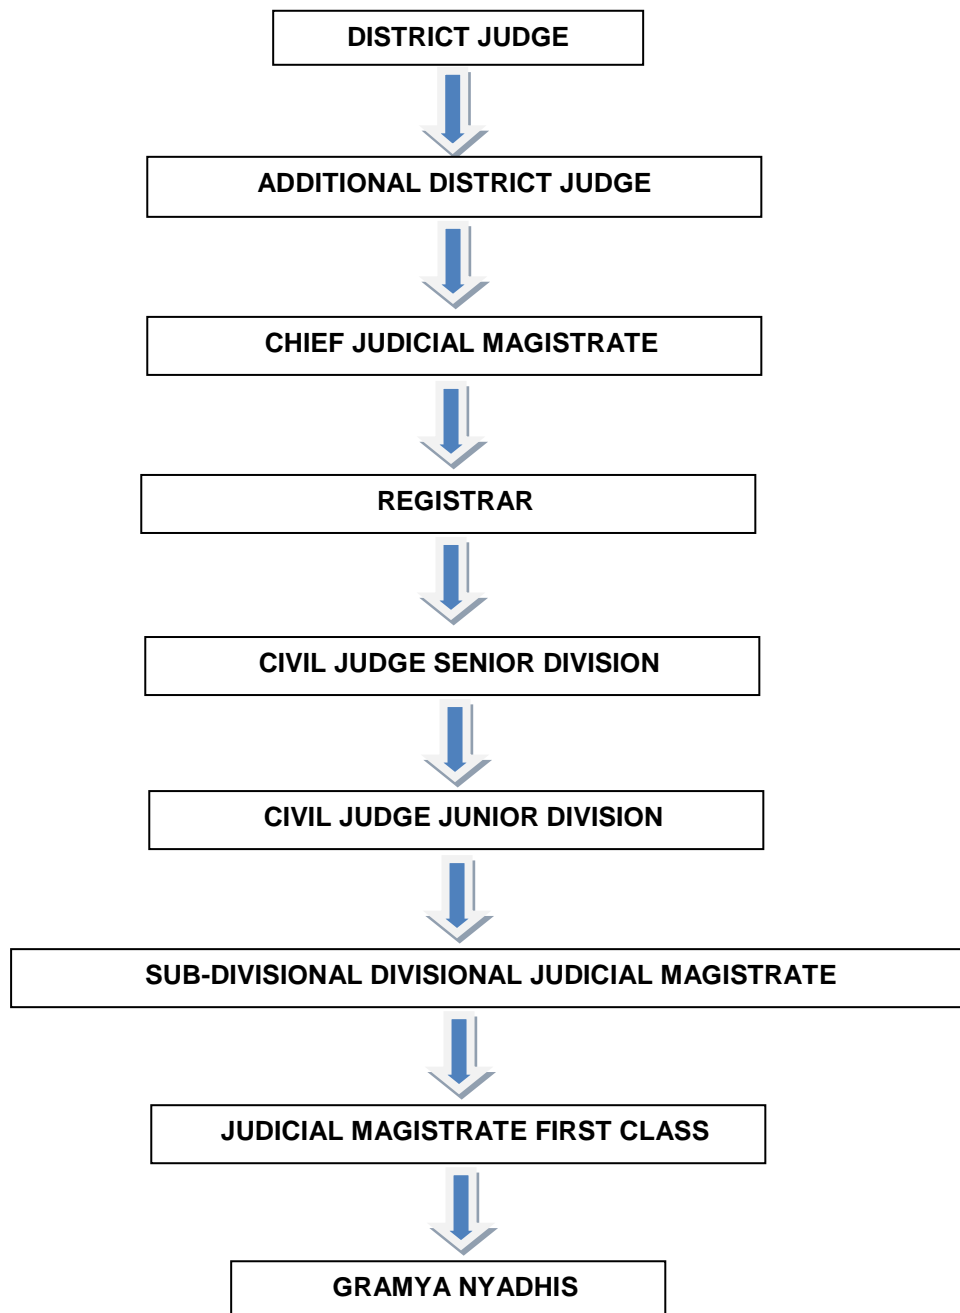 DISTRICT JUDGE
ADDITIONAL DISTRICT JUDGE
CHIEF JUDICIAL MAGISTRATE
REGISTRAR
CIVIL JUDGE SENIOR DIVISION
CIVIL JUDGE JUNIOR DIVISION
SUB-DIVISIONAL DIVISIONAL JUDICIAL MAGISTRATE
JUDICIAL MAGISTRATE FIRST CLASS
GRAMYA NYADHIS